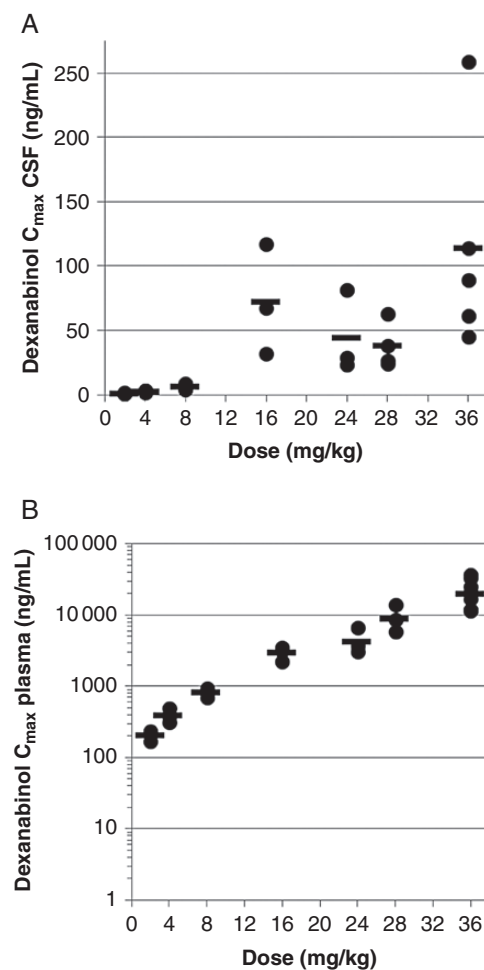 A
Dexanabinol Cmax CSF (ng/mL)
250
200
150
100
50
0
0 4 8 12 16 20 24 28 32 36
Dose (mg/kg)
B
Dexanabinol Cmax plasma (ng/mL)
100 000
10 000
1000
100
10
1
0 4 8 12 16 20 24 28 32 36
Dose (mg/kg)